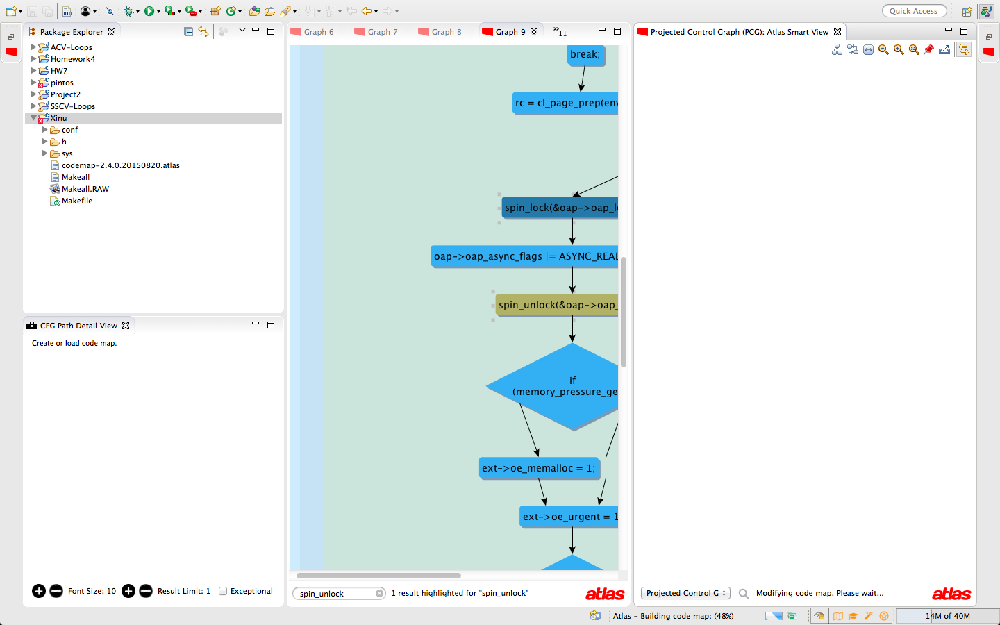 Quick Access
Package Explorer
ACV-Loops
Homework4
HW7
pintos
Project2
SSCV-Loops
Xinu
conf
h
sys
codemap-2.4.0.20150820.atlas
Makeall
Makeall.RAW
Makefile
CFG Path Detail View
Create or load code map.
Font Size: 10
Result Limit: 1
Exceptional
Graph 6
Graph 7
Graph 8
Graph 9
»11
break;
rc = cl_page_prep(env
spin_lock(&oap->oap_lo
oap->oap_async_flags |= ASYNC_READ
spin_unlock(&oap->oap_
if
(memory_pressure_ge
ext->oe_memalloc = 1;
ext->oe_urgent = 1
spin_unlock
1 result highlighted for "spin_unlock"
atlas
Projected Control Graph (PCG): Atlas Smart View
Projected Control G
Modifying code map. Please wait...
atlas
Atlas - Building code map: (48%)
14M of 40M